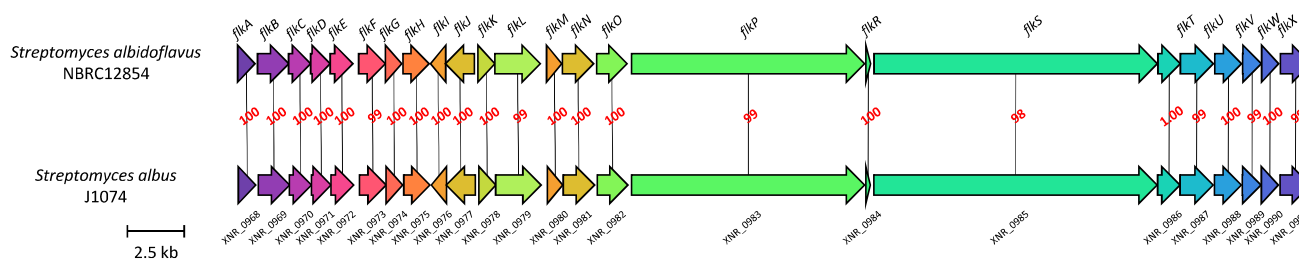 flkA flkB flkC flkD flkE flkF flkG flkH flkI flkJ flkK flkL flkM flkN flkO flkP flkR flkS flkT flkU flkV flkW flkX
Streptomyces albidoflavus
NBRC12854
100 100 100 100 100 99 100 100 100 100 100 99 100 100 100 99 100 98 1.00 99 100 99 100
Streptomyces albus
J1074
XNR_0968 XNR_0969 XNR_0970 XNR_0971 XNR_0972 XNR_0973 XNR_0974 XNR_0975 XNR_0976 XNR_0977 XNR_0978 XNR_0979 XNR_0980 XNR_0981 XNR_0982 XNR_0983 XNR_0984 XNR_0985 XNR_0986 XNR_0987 XNR_0988 XNR_0989 XNR_0990
2.5 kb